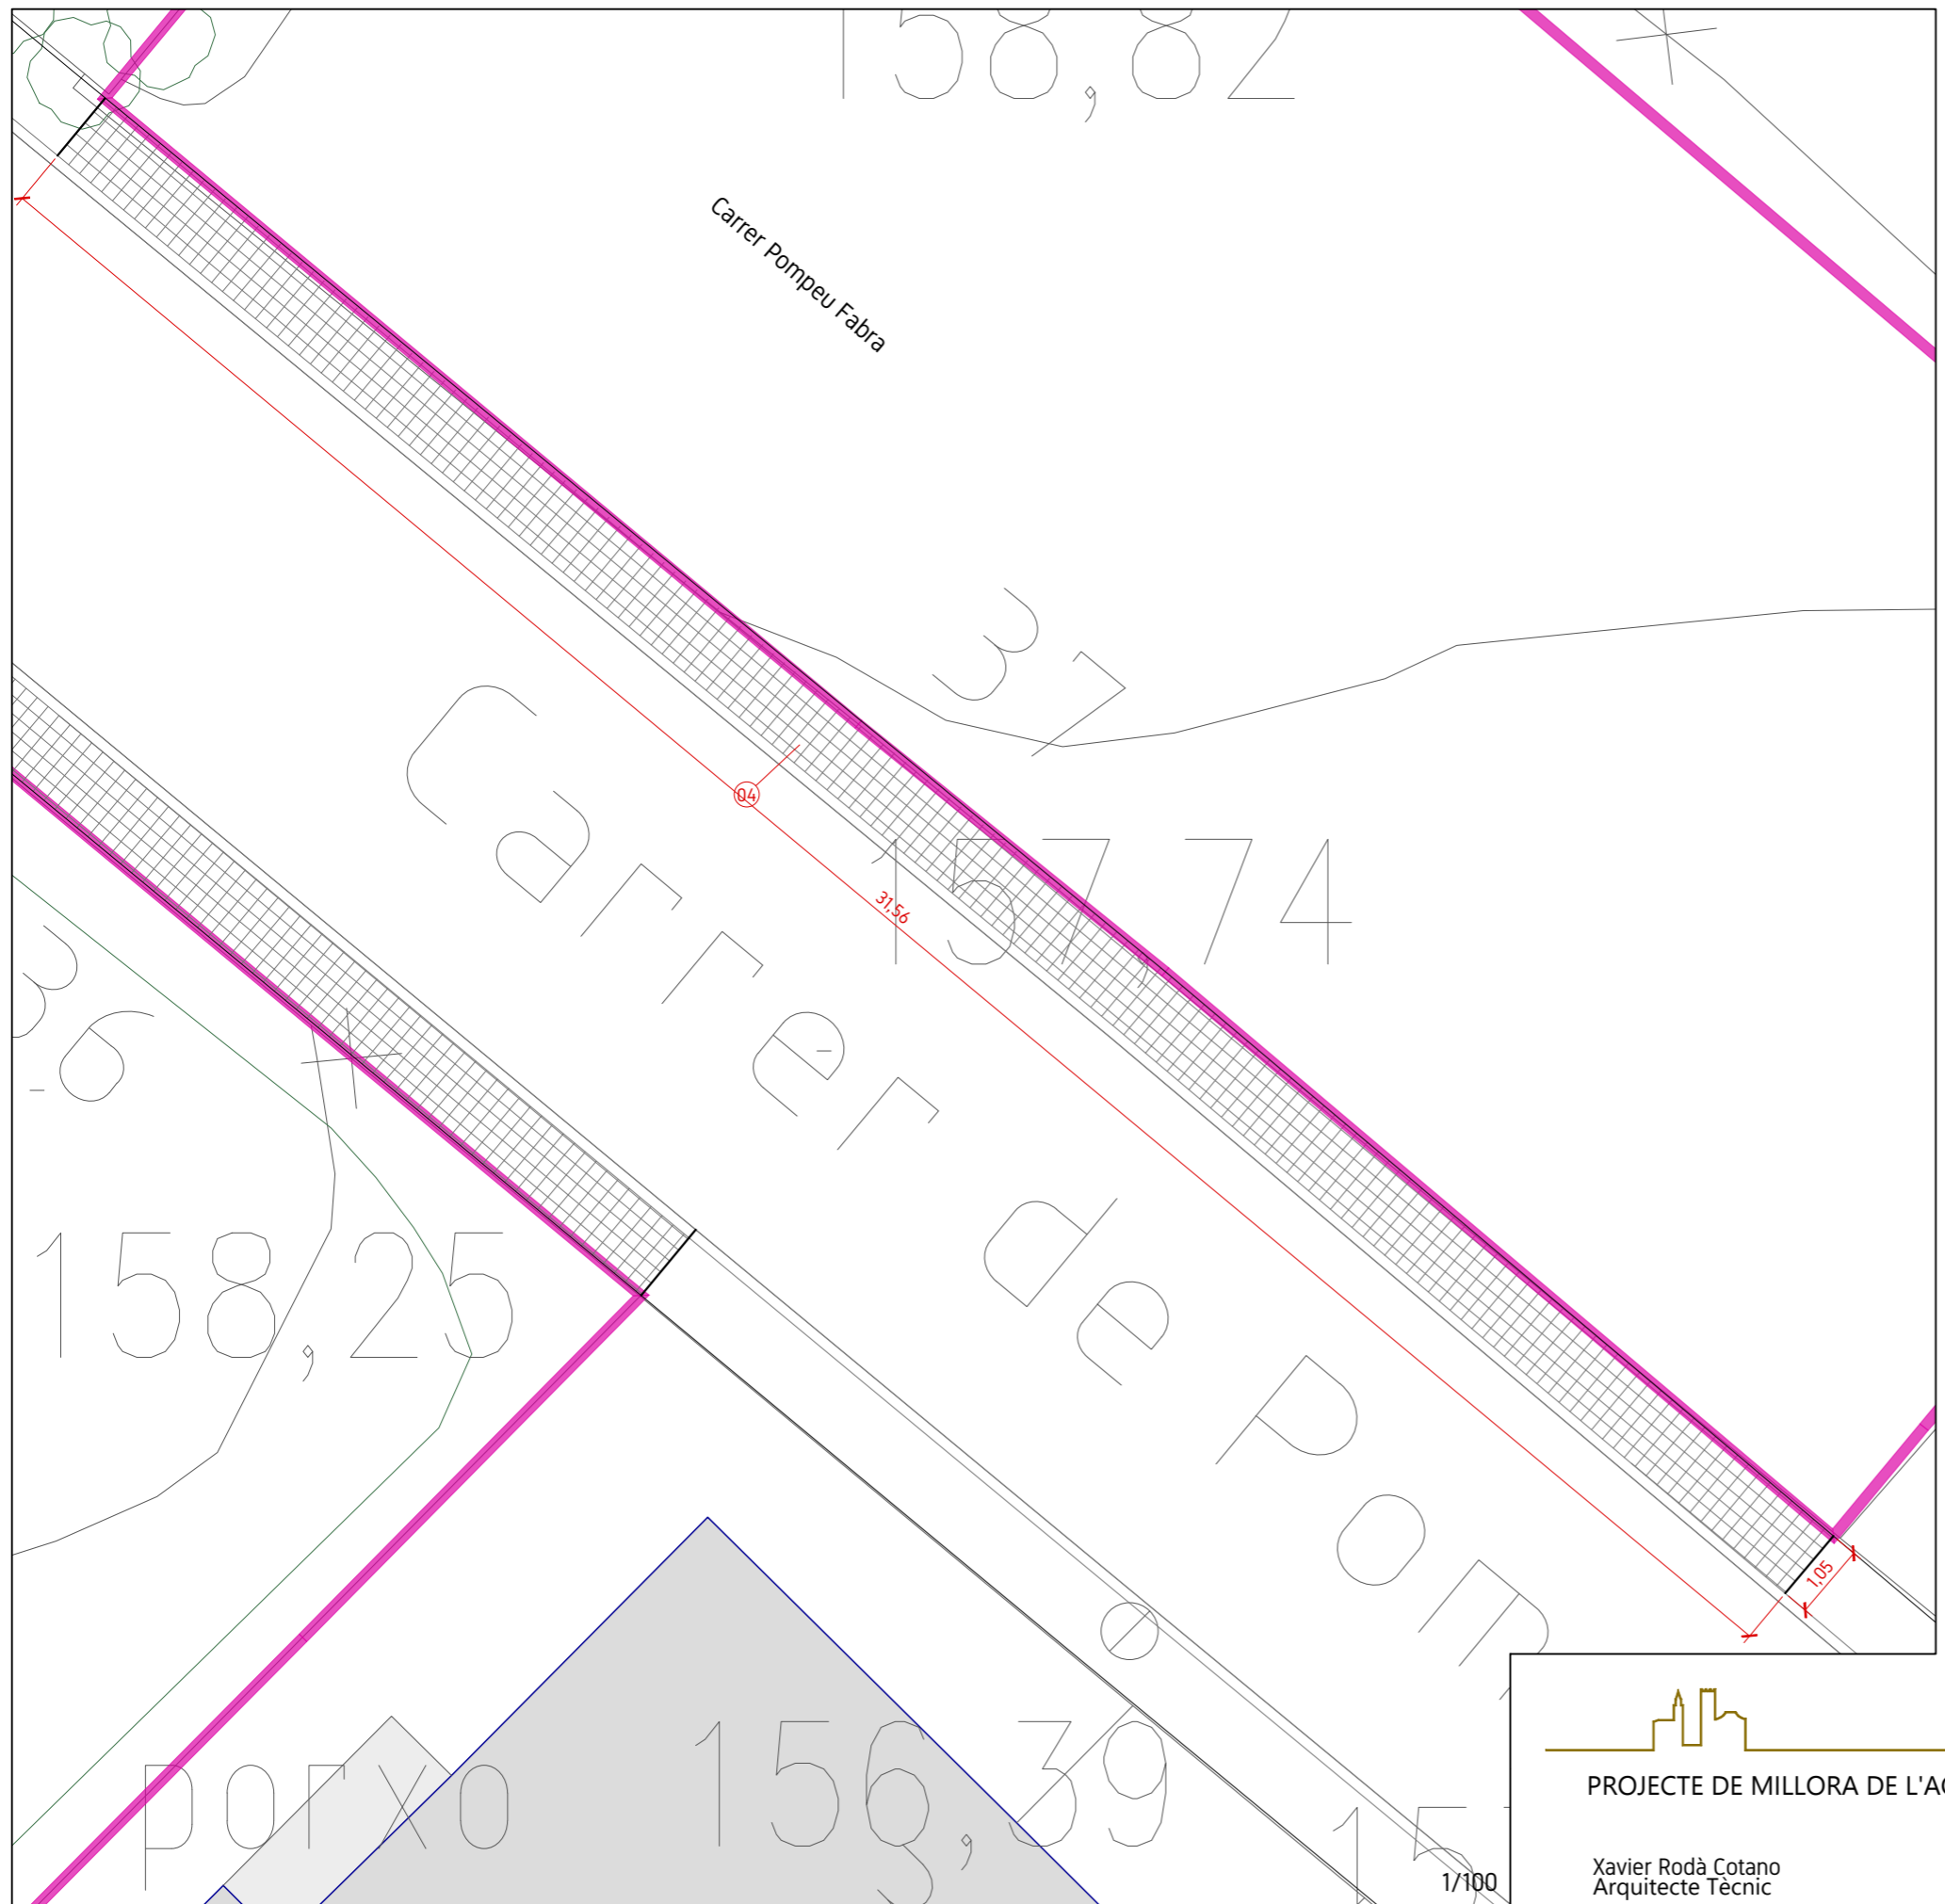 158,82
Carrer Pompeu Fabra
37
Carrer de Pom
04
157,74
31,56
36
158,25
1,05
porxo
156,39
PROJECTE DE MILLORA DE L'A
Xavier Rodà Cotano
Arquitecte Tècnic
1/100